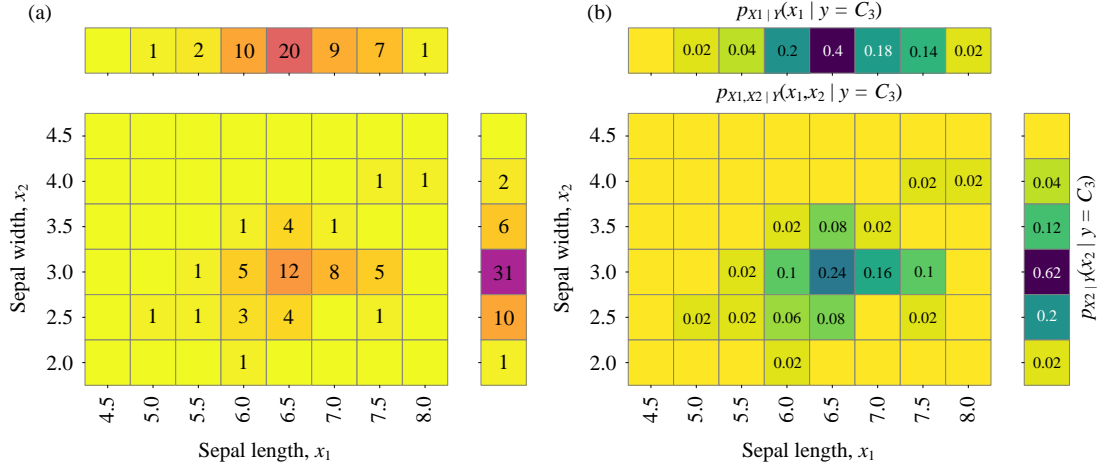 (a)
1 2 10 20 9 7 1
4.5
4.0 1 1 2
3.5 1 4 1 6
3.0 1 5 12 8 5 31
2.5 1 1 3 4 1 10
2.0 1 1
Sepal width, x2
4.5 5.0 5.5 6.0 6.5 7.0 7.5 8.0
Sepal length, x1
(b)
pX1 | Y(x1 | y = C3)
0.02 0.04 0.2 0.4 0.18 0.14 0.02
pX1,X2 | Y(x1,x2 | y = C3)
4.5
4.0 0.02 0.02 0.04
3.5 0.02 0.08 0.02 0.12
3.0 0.02 0.1 0.24 0.16 0.1 0.62
2.5 0.02 0.02 0.06 0.08 0.02 0.2
2.0 0.02 0.02
Sepal width, x2
pX2 | Y(x2 | y = C3)
4.5 5.0 5.5 6.0 6.5 7.0 7.5 8.0
Sepal length, x1